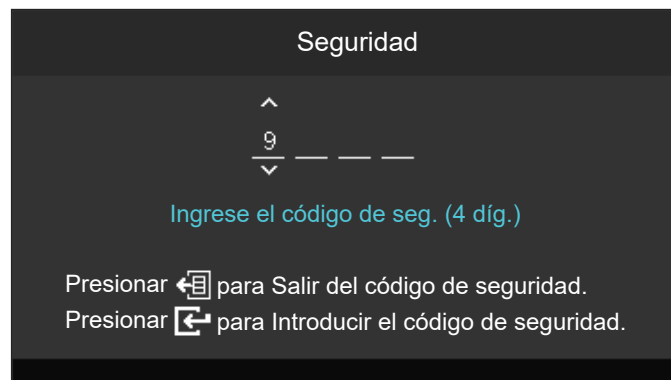 Seguridad
9
Ingrese el código de seg. (4 díg.)
Presionar para Salir del código de seguridad.
Presionar para Introducir el código de seguridad.